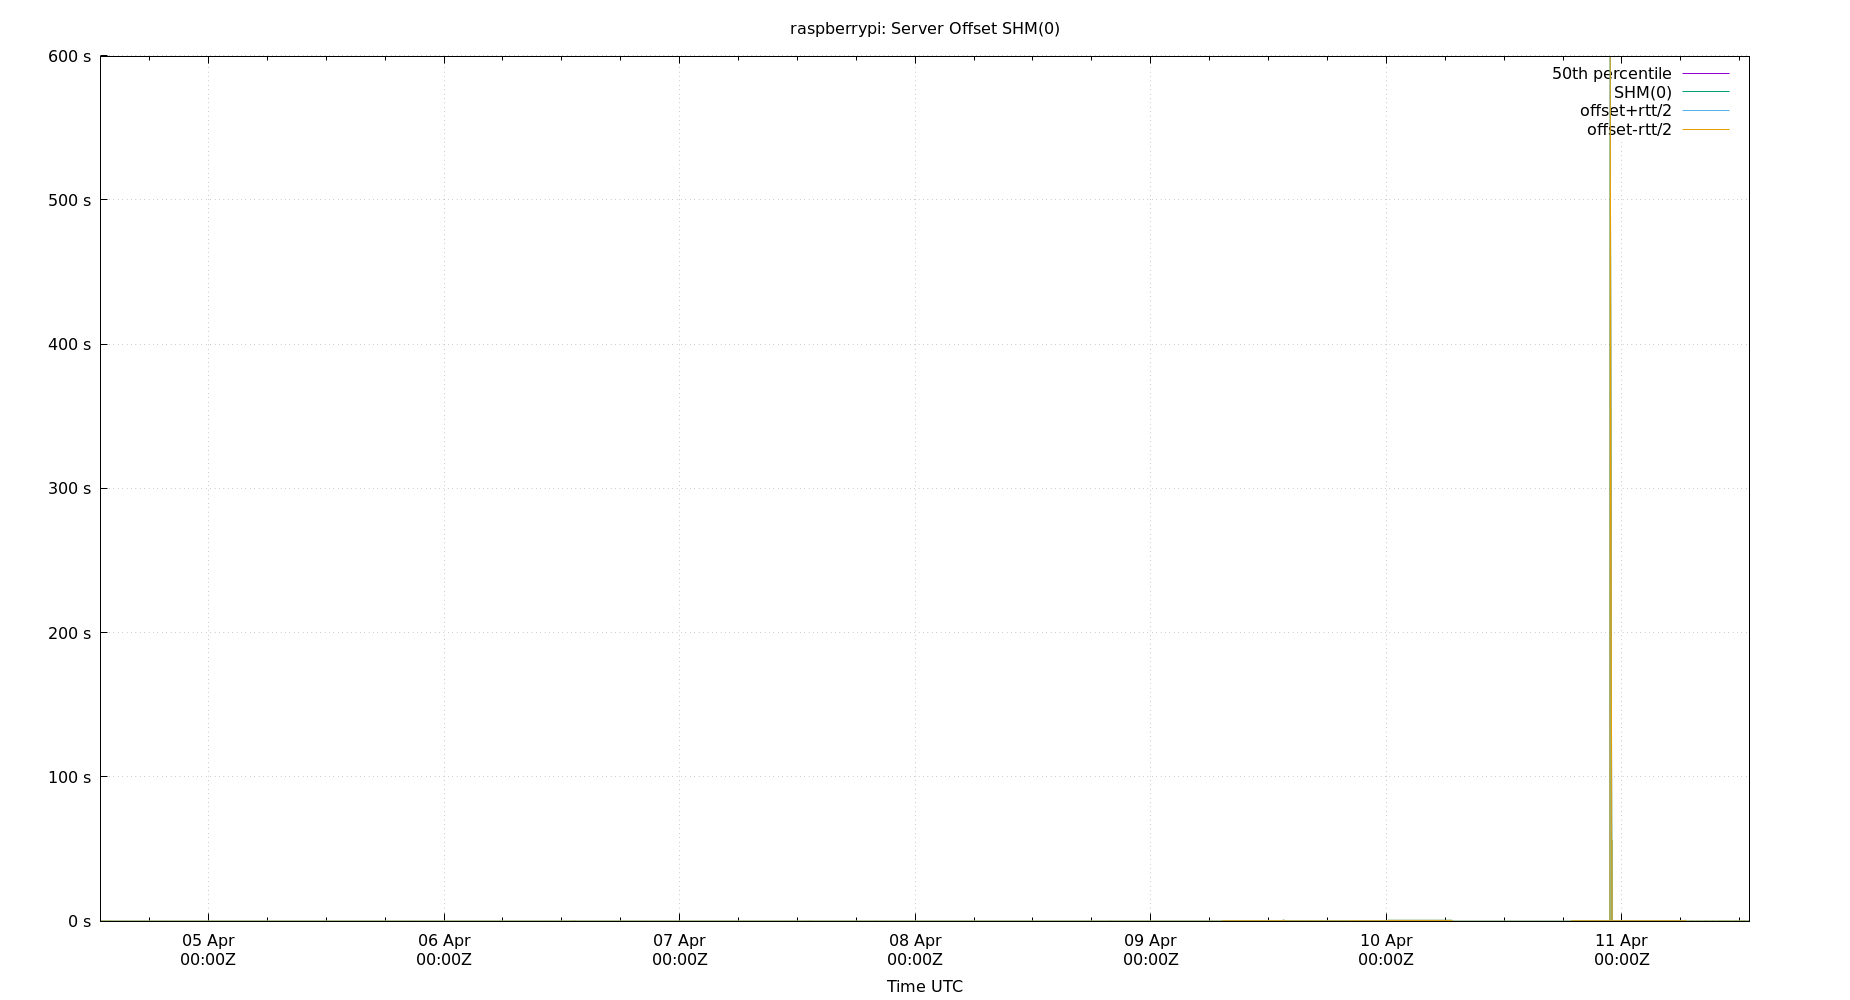 raspberrypi: Server Offset SHM(0)
600 s
500 s
400 s
300 s
200 s
100 s
0 s
50th percentile
SHM(0)
offset+rtt/2
offset-rtt/2
05 Apr 06 Apr 07 Apr 08 Apr 09 Apr 10 Apr 11 Apr
00:00Z 00:00Z 00:00Z 00:00Z 00:00Z 00:00Z 00:00Z
Time UTC